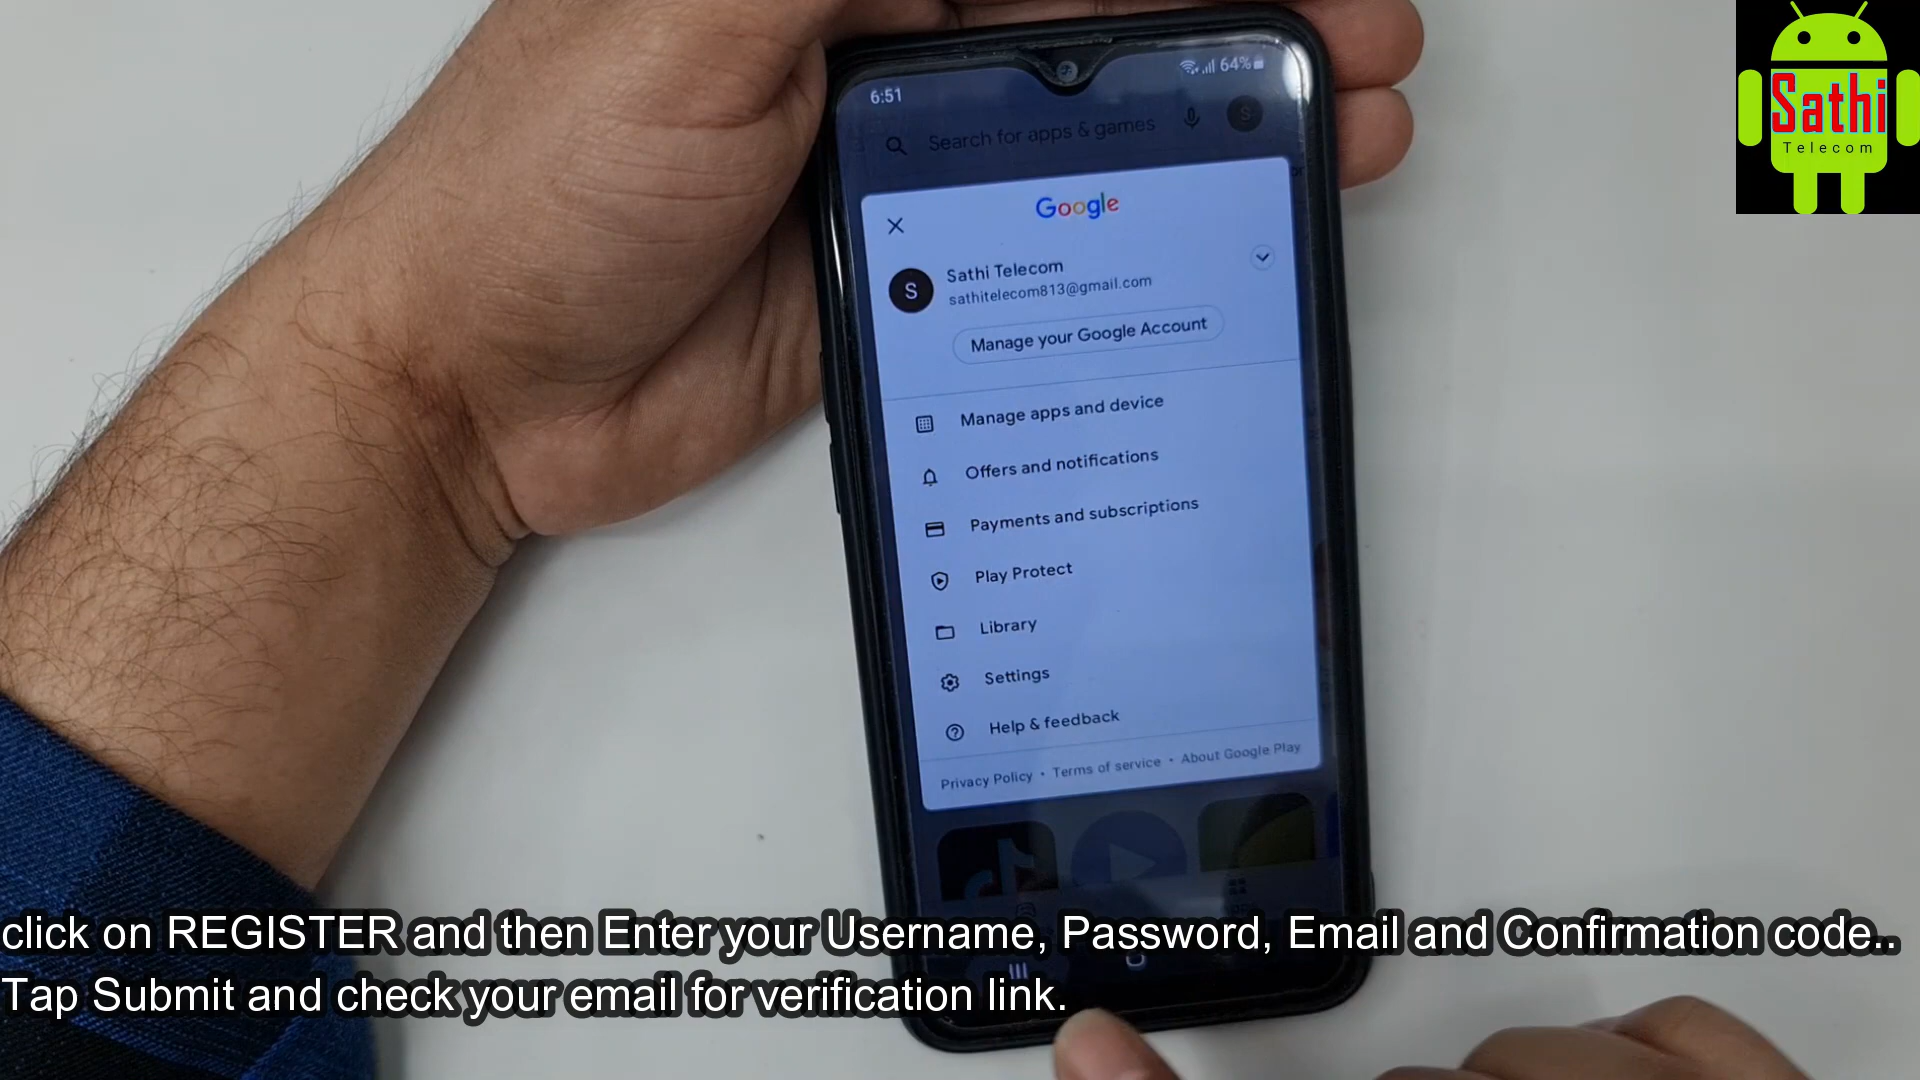 Sathi
Telecom
6:51
64%
Search for apps & games
S
Google
S
Sathi Telecom
sathitelecom813@gmail.com
Manage your Google Account
Manage apps and device
Offers and notifications
Payments and subscriptions
Play Protect
Library
Settings
Help & feedback
Privacy Policy • Terms of service • About Google Play
click on REGISTER and then Enter your Username, Password, Email and Confirmation code..
Tap Submit and check your email for verification link.